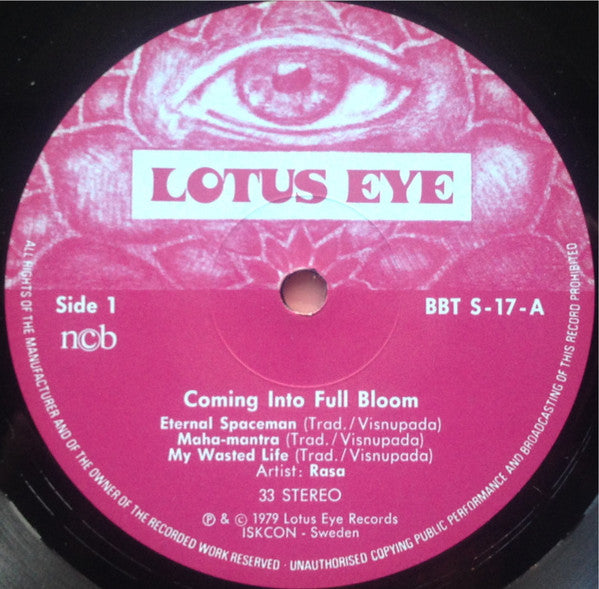 LOTUS EYE
Side 1
BBT S-17-A
ncb
Coming Into Full Bloom
Eternal Spaceman (Trad./Visnupada)
Maha-mantra (Trad./Visnupada)
My Wasted Life (Trad./Visnupada)
Artist: Rasa
33 STEREO
℗ & © 1979 Lotus Eye Records
ISKCON - Sweden
ALL RIGHTS OF THE MANUFACTURER AND OF THE OWNER OF THE RECORDED WORK RESERVED - UNAUTHORISED COPYING PUBLIC PERFORMANCE AND BROADCASTING OF THIS RECORD PROHIBITED